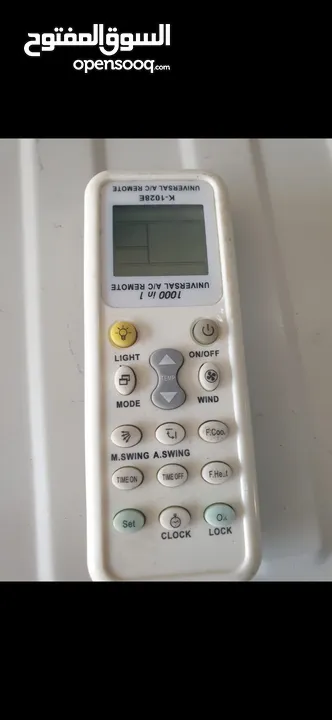 السوق المفتوح
opensooq.com
UNIVERSAL A/C REMOTE
K-1028E
1000 in 1
UNIVERSAL A/C REMOTE
LIGHT
ON/OFF
TEMP
MODE
WIND
F.Coo
M.SWING
A.SWING
TIME ON
TIME OFF
Set
CLOCK
LOCK